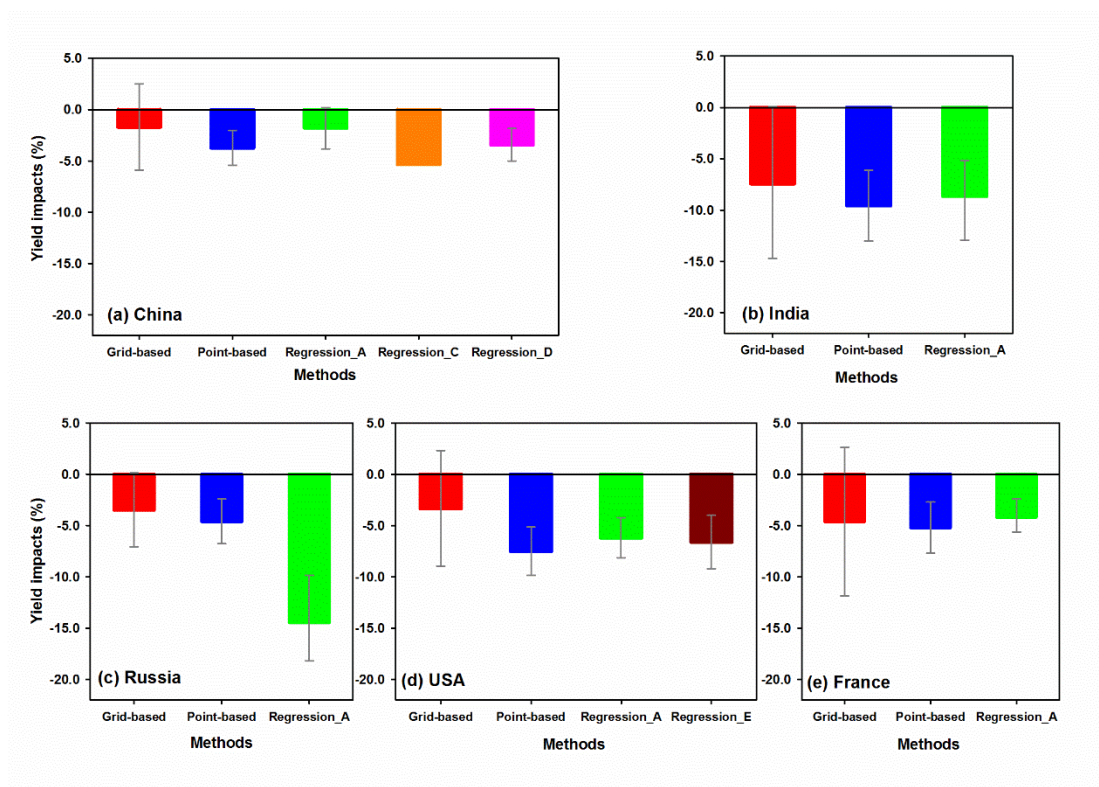 5.0
0.0
-5.0
-10.0
-15.0
-20.0
Yield impacts (%)
(a) China
Grid-based Point-based Regression_A Regression_C Regression_D
Methods
5.0
0.0
-5.0
-10.0
-15.0
-20.0
(b) India
Grid-based Point-based Regression_A
Methods
5.0
0.0
-5.0
-10.0
-15.0
-20.0
Yield impacts (%)
(c) Russia
Grid-based Point-based Regression_A
Methods
5.0
0.0
-5.0
-10.0
-15.0
-20.0
(d) USA
Grid-based Point-based Regression_A Regression_E
Methods
5.0
0.0
-5.0
-10.0
-15.0
-20.0
(e) France
Grid-based Point-based Regression_A
Methods